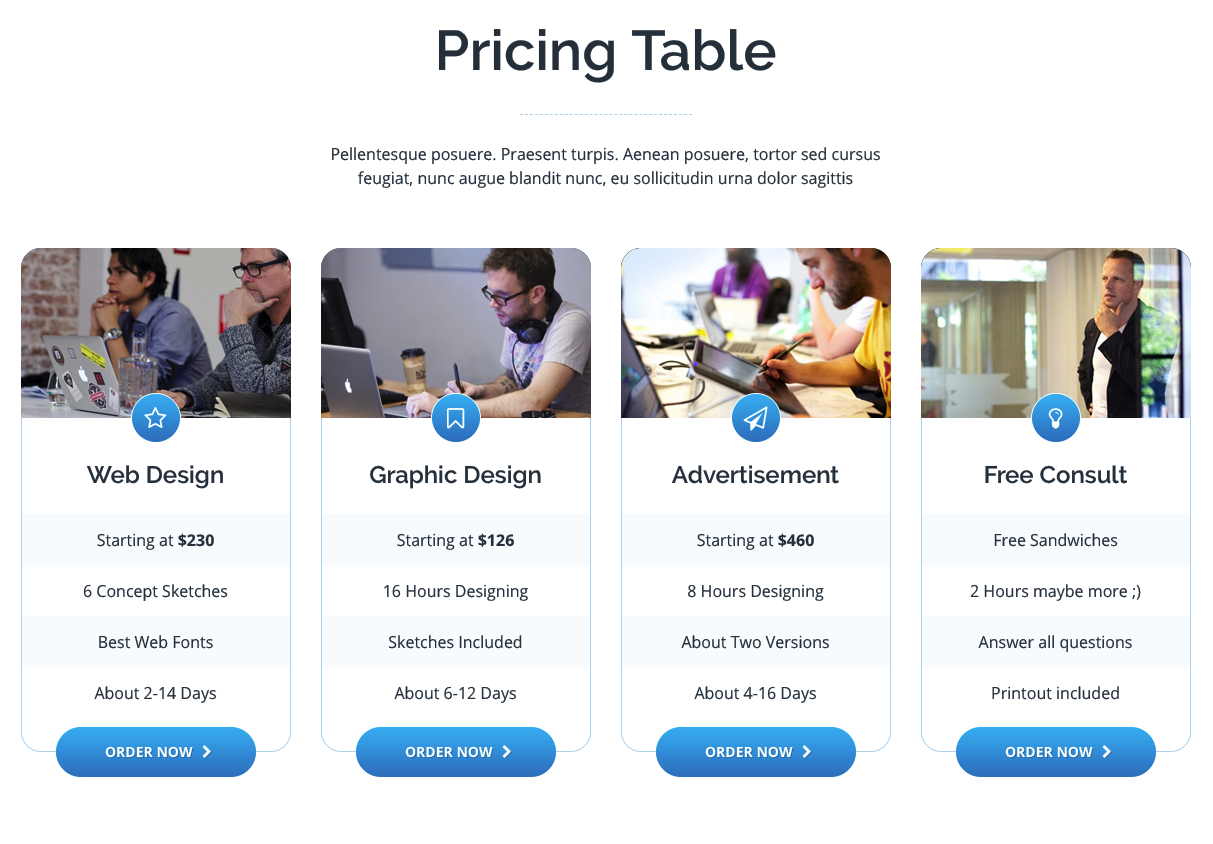 Pricing Table
Pellentesque posuere. Praesent turpis. Aenean posuere, tortor sed cursus
feugiat, nunc augue blandit nunc, eu sollicitudin urna dolor sagittis
Web Design
Starting at $230
6 Concept Sketches
Best Web Fonts
About 2-14 Days
ORDER NOW
Graphic Design
Starting at $126
16 Hours Designing
Sketches Included
About 6-12 Days
ORDER NOW
Advertisement
Starting at $460
8 Hours Designing
About Two Versions
About 4-16 Days
ORDER NOW
Free Consult
Free Sandwiches
2 Hours maybe more ;)
Answer all questions
Printout included
ORDER NOW